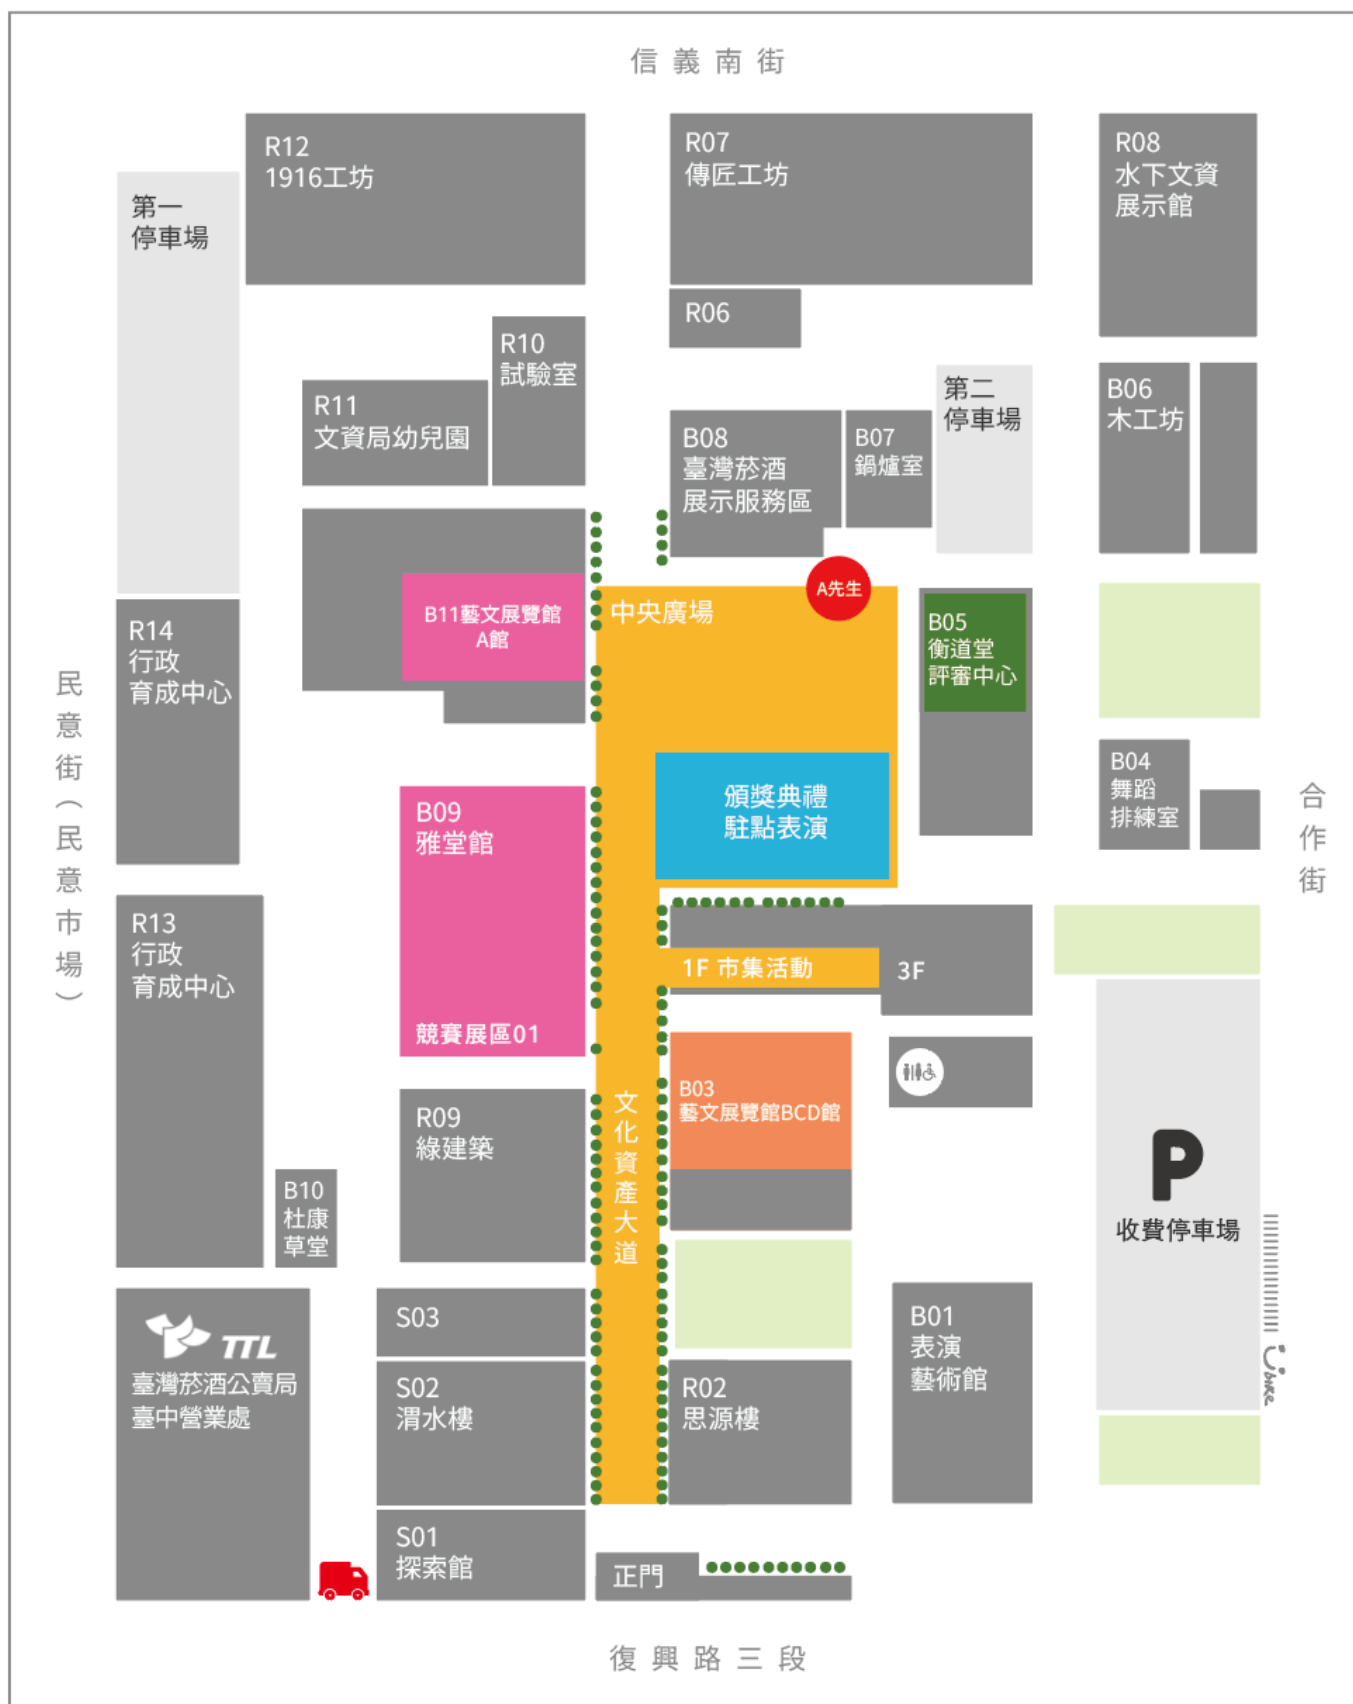 信義南街
R12
1916工坊
R07
傳匠工坊
R08
水下文資
展示館
第一
停車場
R06
R10
試驗室
R11
文資局幼兒園
第二
停車場
B06
木工坊
B08
臺灣菸酒
展示服務區
B07
鍋爐室
A先生
中央廣場
B11藝文展覽館
A館
B05
衡道堂
評審中心
R14
行政
育成中心
民意街(民意市場)
B04
舞蹈
排練室
合作街
頒獎典禮
駐點表演
B09
雅堂館
競賽展區01
R13
行政
育成中心
1F 市集活動
3F
B03
藝文展覽館BCD館
文化資產大道
R09
綠建築
B10
杜康
草堂
P
收費停車場
Ubike
TTL
臺灣菸酒公賣局
臺中營業處
S03
S02
渭水樓
R02
思源樓
B01
表演
藝術館
S01
探索館
正門
復興路三段